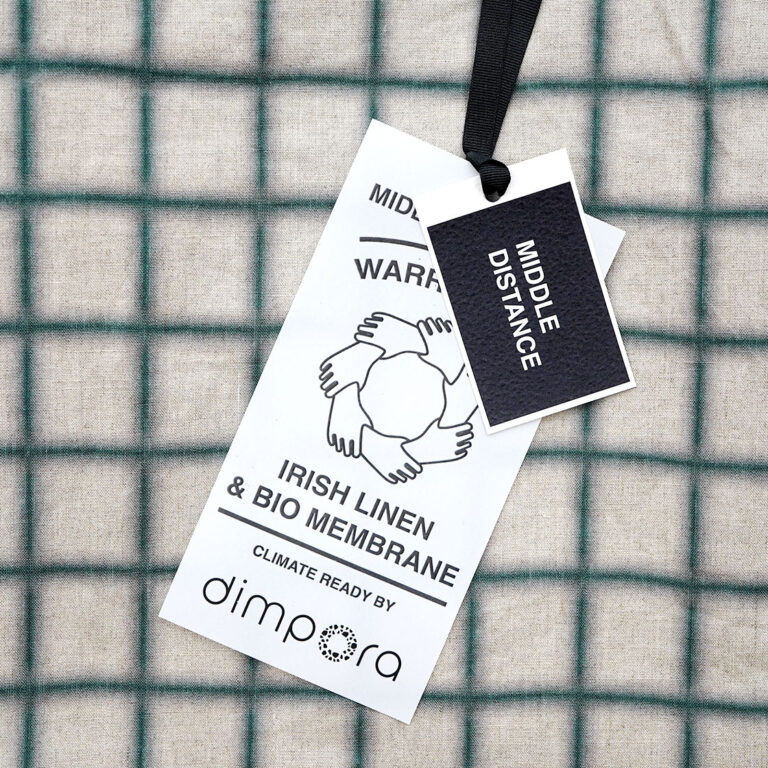 WARR
IRISH LINEN
& BIO MEMBRANE
CLIMATE READY BY
dimpora
MIDDLE
DISTANCE